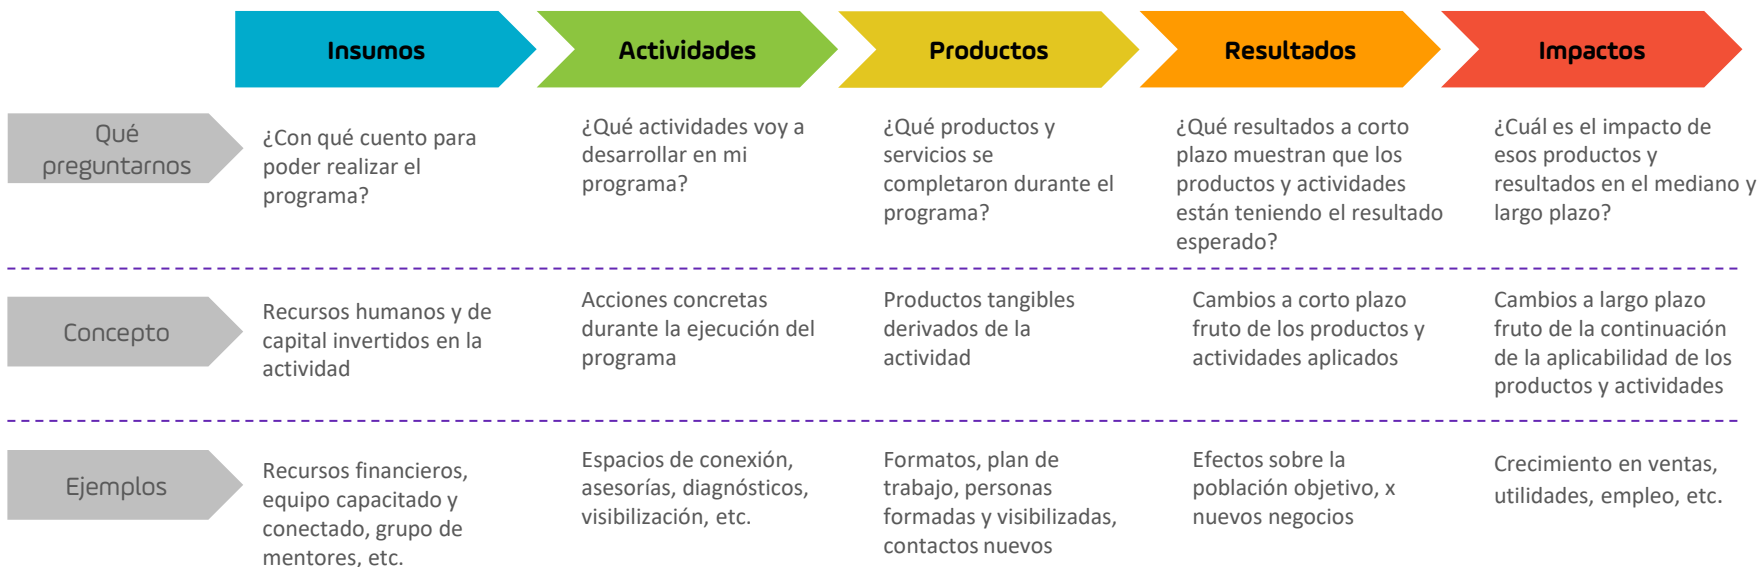 Insumos
Actividades
Productos
Resultados
Impactos
Qué
preguntarnos
¿Con qué cuento para
poder realizar el
programa?
¿Qué actividades voy a
desarrollar en mi
programa?
¿Qué productos y
servicios se
completaron durante el
programa?
¿Qué resultados a corto
plazo muestran que los
productos y actividades
están teniendo el resultado
esperado?
¿Cuál es el impacto de
esos productos y
resultados en el mediano y
largo plazo?
Concepto
Recursos humanos y de
capital invertidos en la
actividad
Acciones concretas
durante la ejecución del
programa
Productos tangibles
derivados de la
actividad
Cambios a corto plazo
fruto de los productos y
actividades aplicados
Cambios a largo plazo
fruto de la continuación
de la aplicabilidad de los
productos y actividades
Ejemplos
Recursos financieros,
equipo capacitado y
conectado, grupo de
mentores, etc.
Espacios de conexión,
asesorías, diagnósticos,
visibilización, etc.
Formatos, plan de
trabajo, personas
formadas y visibilizadas,
contactos nuevos
Efectos sobre la
población objetivo, x
nuevos negocios
Crecimiento en ventas,
utilidades, empleo, etc.